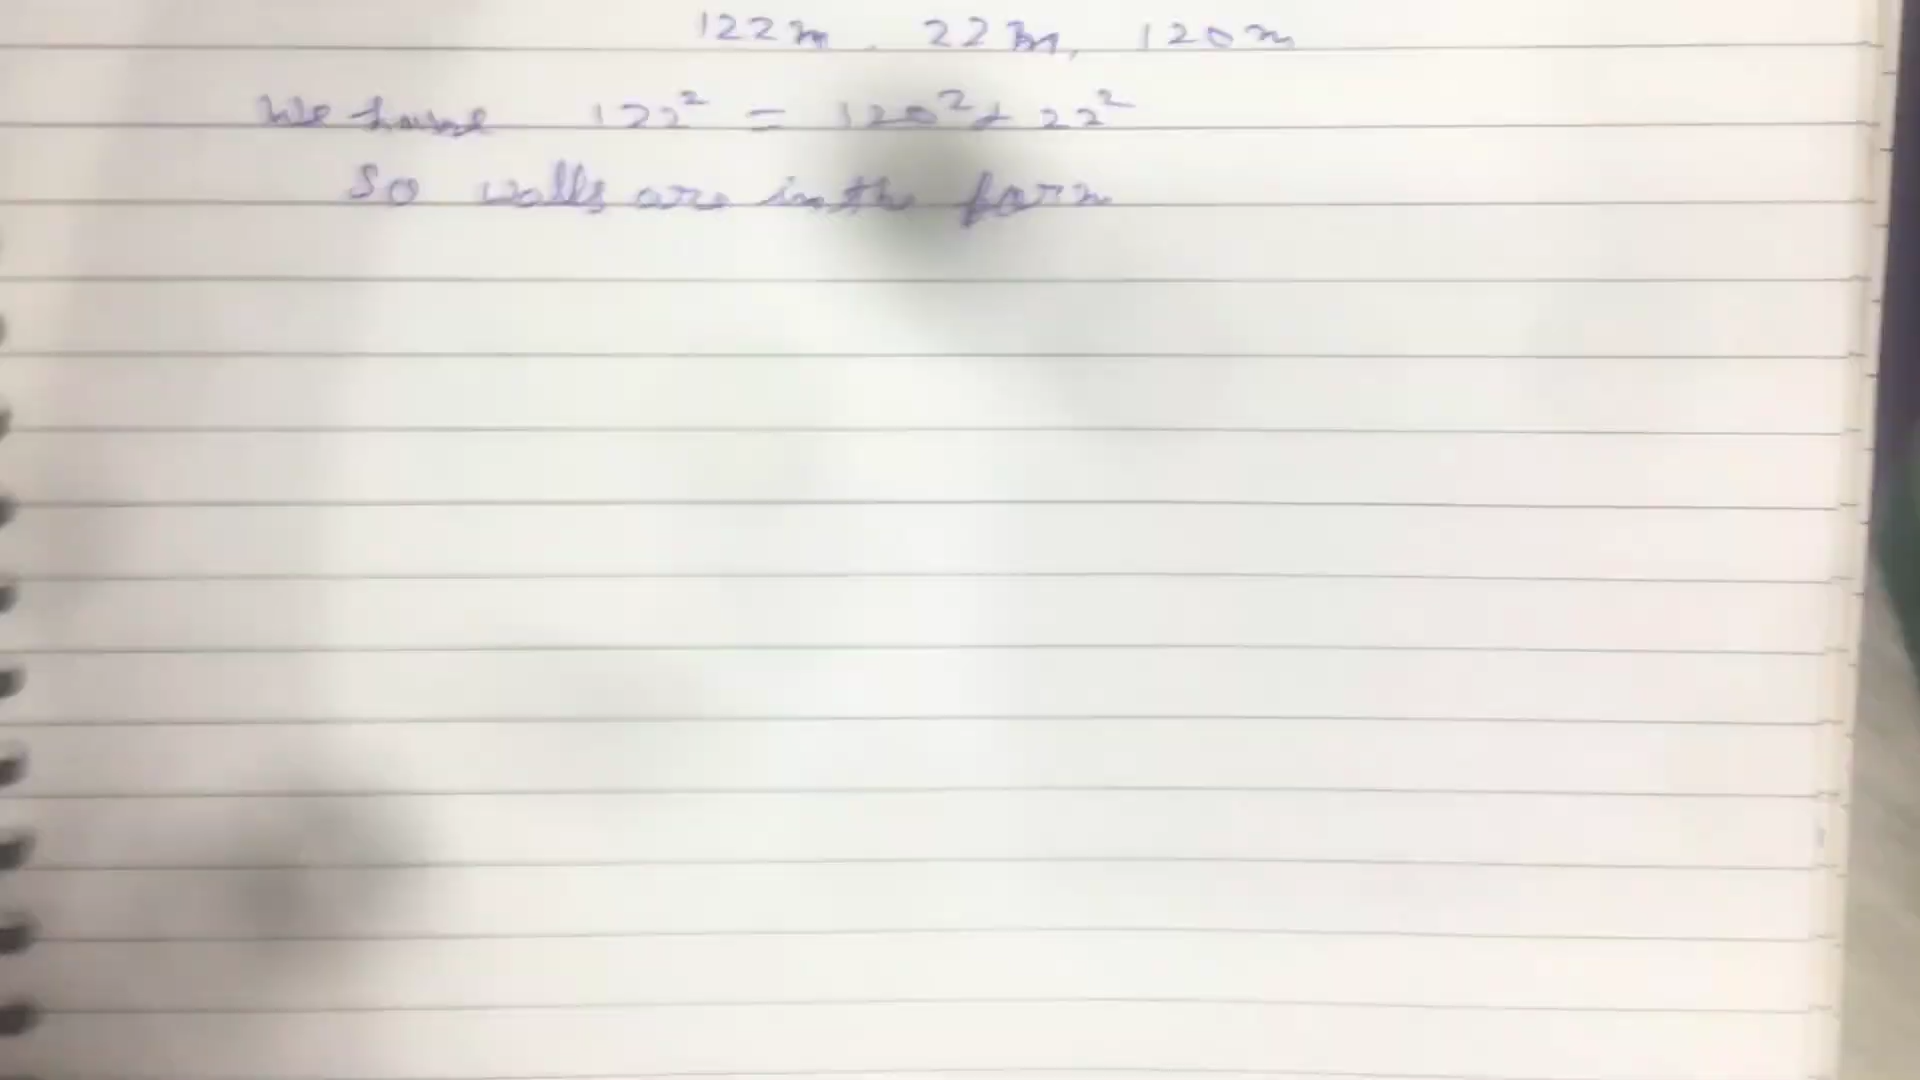 122m, 22m, 120m
We have 122² = 120² + 22²
So walls are in the form